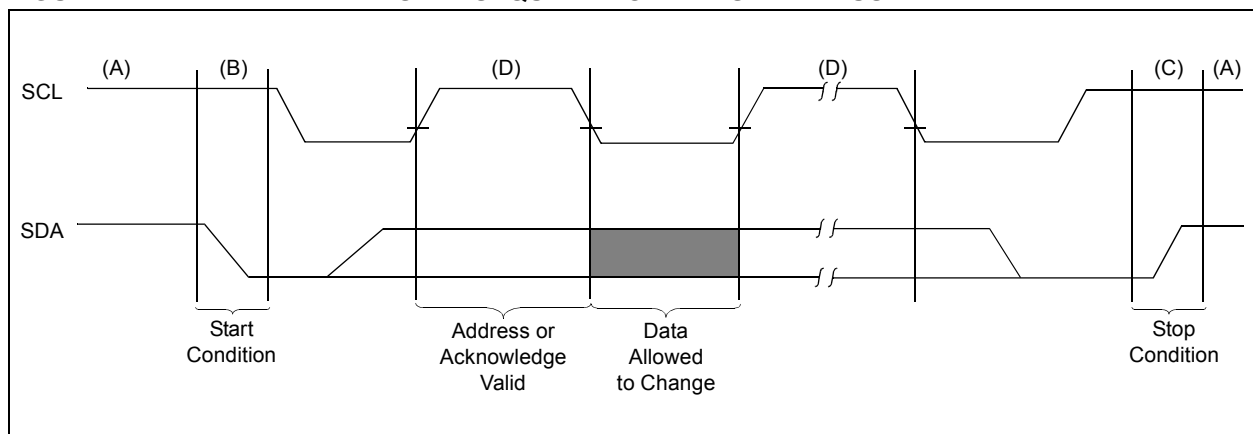 (A) (B) (D) (D) (C) (A)
SCL
SDA
Start
Condition
Address or
Acknowledge
Valid
Data
Allowed
to Change
Stop
Condition